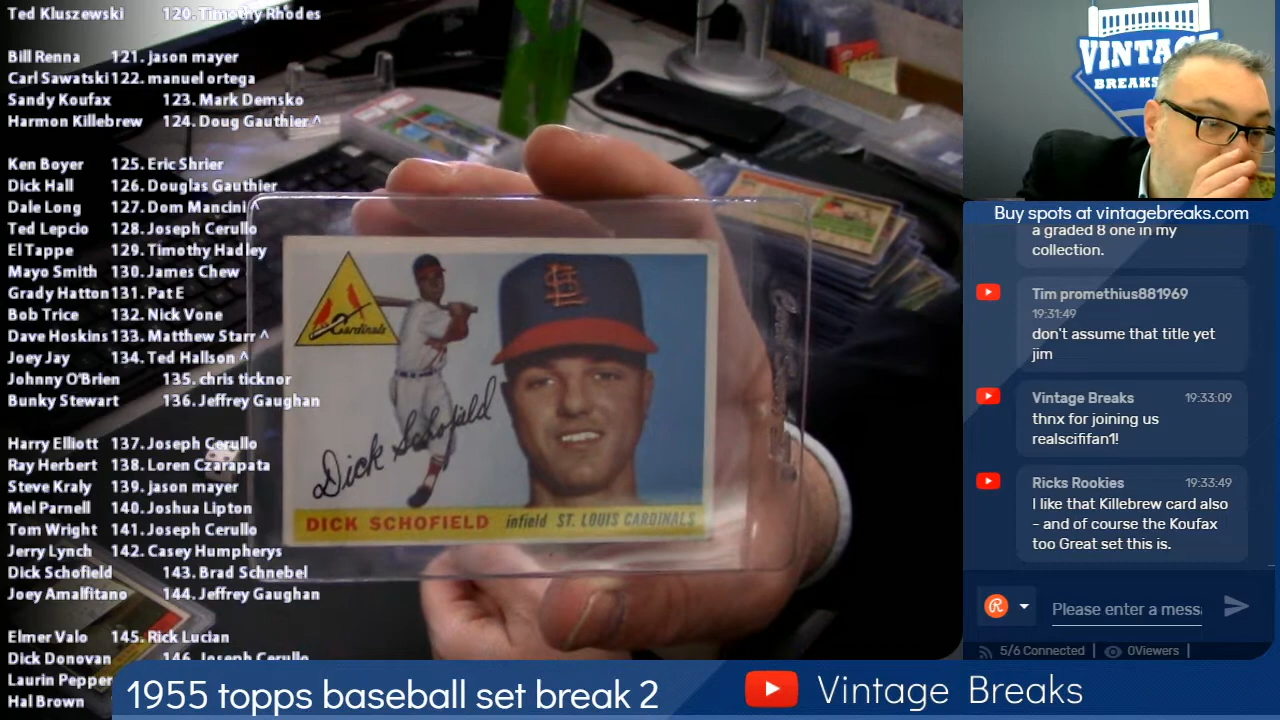 Ted Kluszewski 120. Timothy Rhodes
Bill Renna 121. jason mayer
Carl Sawatski 122. manuel ortega
Sandy Koufax 123. Mark Demsko
Harmon Killebrew 124. Doug Gauthier ^
Ken Boyer 125. Eric Shrier
Dick Hall 126. Douglas Gauthier
Dale Long 127. Dom Mancini ^
Ted Lepcio 128. Joseph Cerullo
El Tappe 129. Timothy Hadley
Mayo Smith 130. James Chew
Grady Hatton 131. Pat E
Bob Trice 132. Nick Vone
Dave Hoskins 133. Matthew Starr ^
Joey Jay 134. Ted Hallson ^
Johnny O'Brien 135. chris ticknor
Bunky Stewart 136. Jeffrey Gaughan
Harry Elliott 137. Joseph Cerullo
Ray Herbert 138. Loren Czarapata
Steve Kraly 139. jason mayer
Mel Parnell 140. Joshua Lipton
Tom Wright 141. Joseph Cerullo
Jerry Lynch 142. Casey Humpherys
Dick Schofield 143. Brad Schnebel
Joey Amalfitano 144. Jeffrey Gaughan
Elmer Valo 145. Rick Lucian
Dick Donovan 146. Joseph Cerullo
Laurin Pepper
Hal Brown
Cardinals
StL
Dick Schofield
DICK SCHOFIELD infield ST. LOUIS CARDINALS
VINTAGE
BREAKS
Buy spots at vintagebreaks.com
a graded 8 one in my
collection.
Tim promethius881969
19:31:49
don't assume that title yet
jim
Vintage Breaks 19:33:09
thnx for joining us
realscififan1!
Ricks Rookies 19:33:49
I like that Killebrew card also
- and of course the Koufax
too Great set this is.
Please enter a messa
5/6 Connected | 0Viewers |
1955 topps baseball set break 2
Vintage Breaks